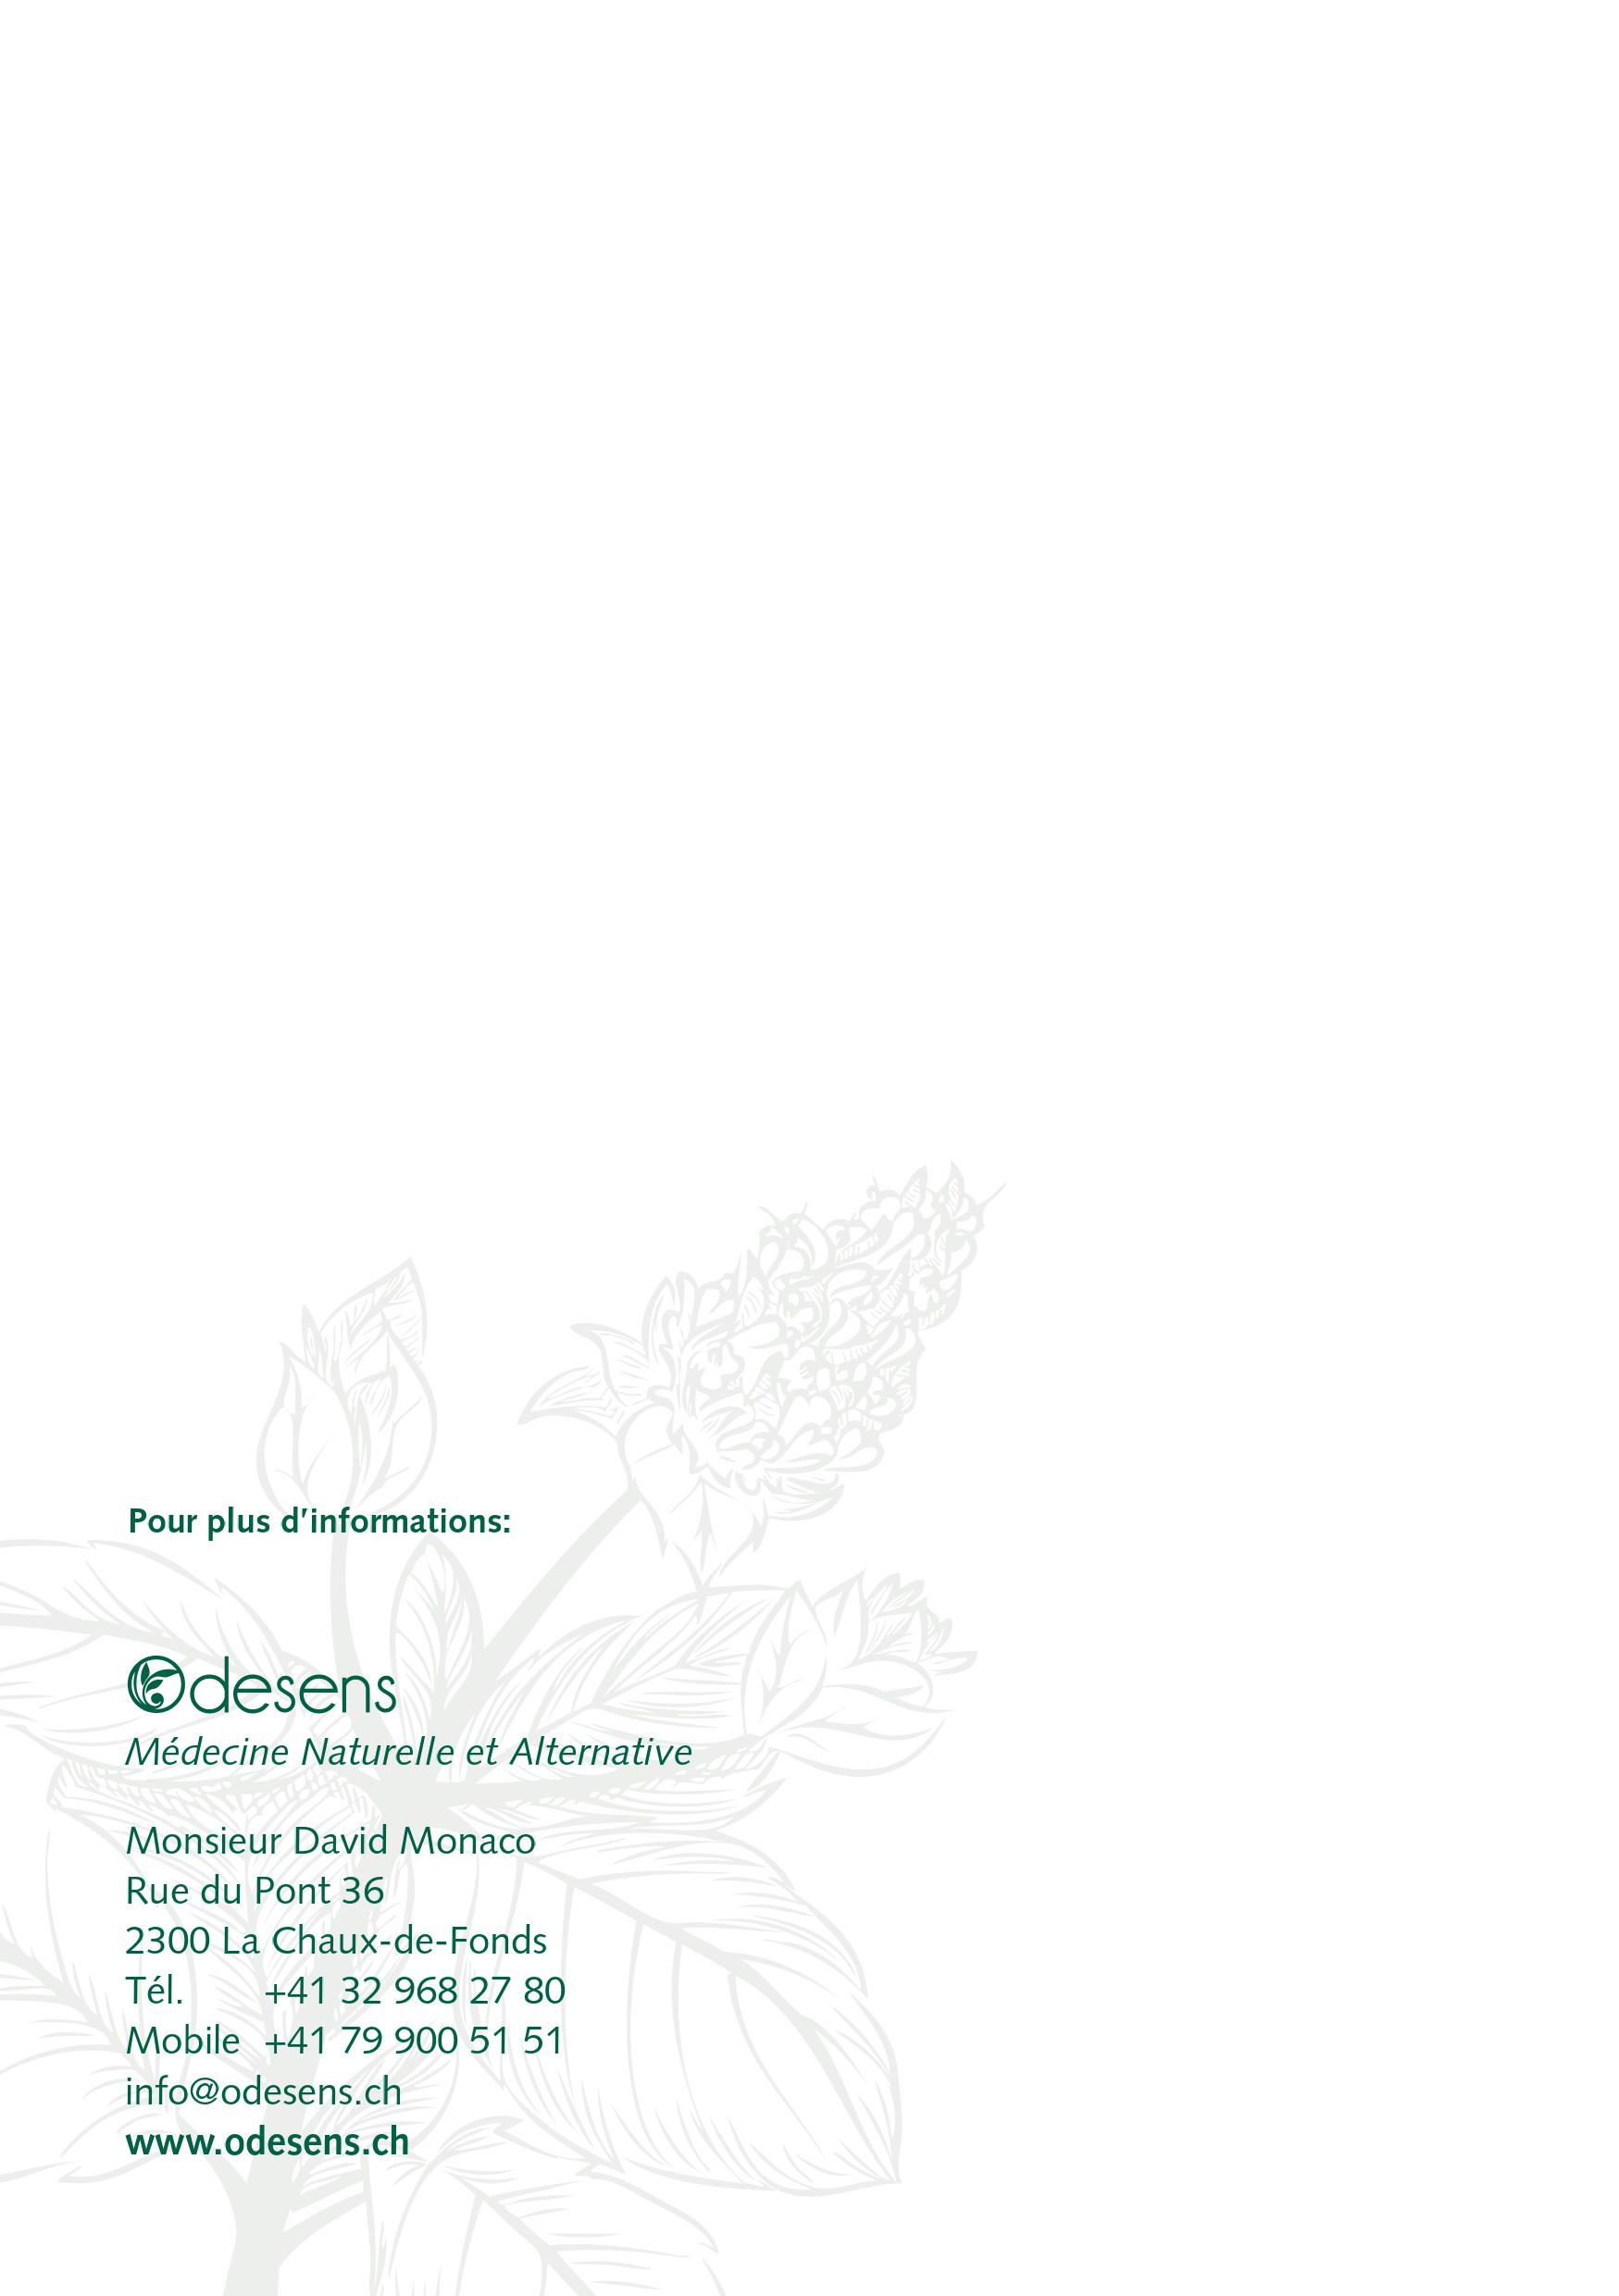 Pour plus d'informations:
Odesens
Médecine Naturelle et Alternative
Monsieur David Monaco
Rue du Pont 36
2300 La Chaux-de-Fonds
Tél. +41 32 968 27 80
Mobile +41 79 900 51 51
info@odesens.ch
www.odesens.ch